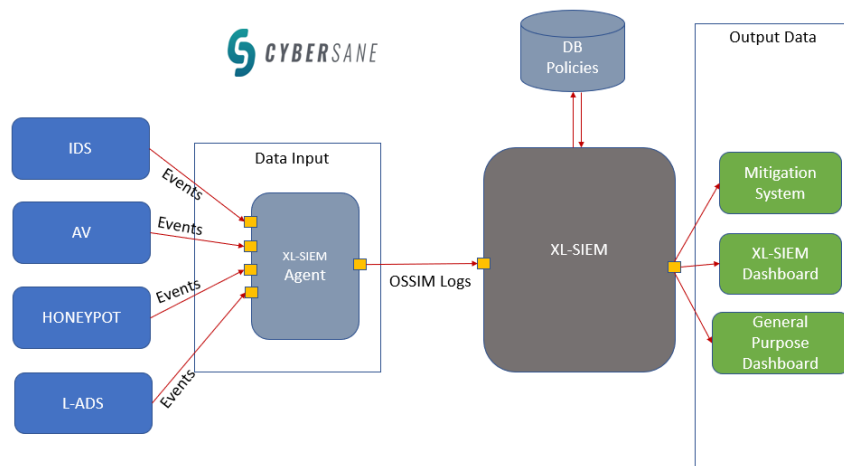 CYBERSANE
DB
Policies
Output Data
IDS
Events
Data Input
AV
Events
XL-SIEM
Agent
HONEYPOT
Events
L-ADS
Events
OSSIM Logs
XL-SIEM
Mitigation
System
XL-SIEM
Dashboard
General
Purpose
Dashboard